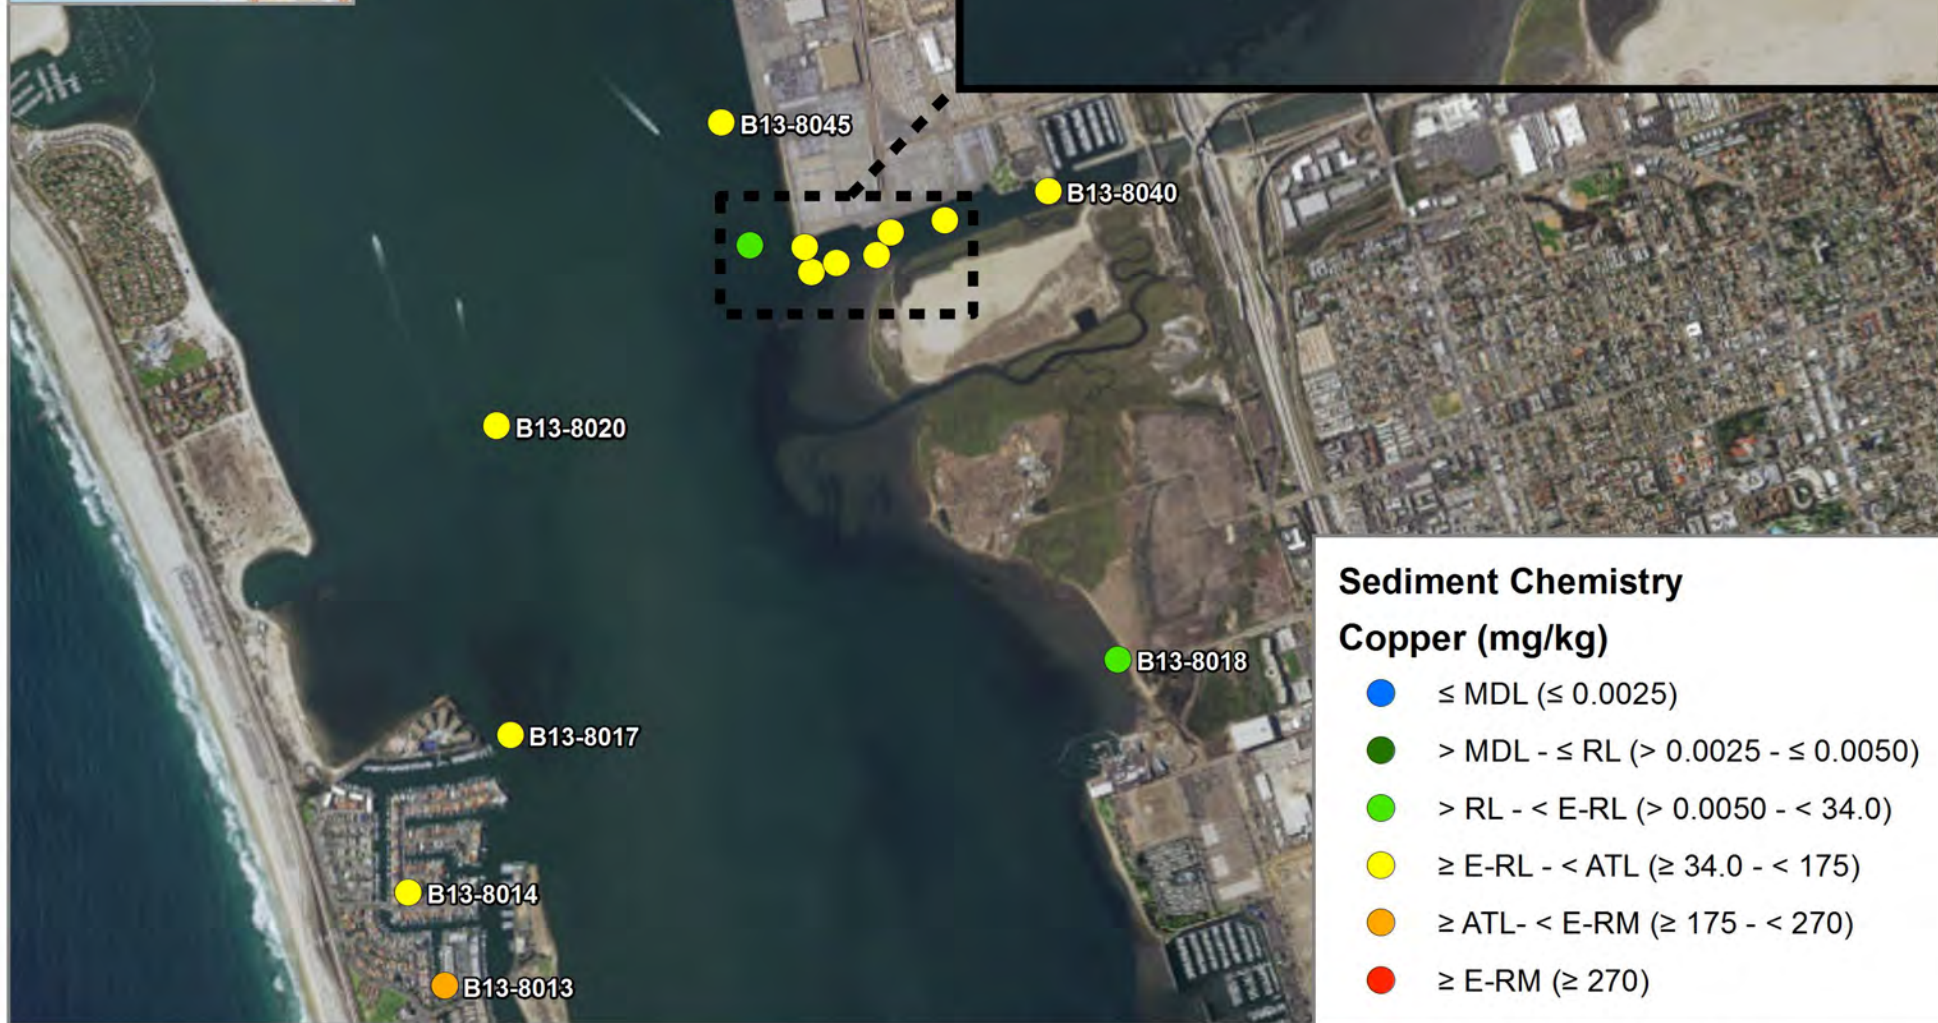 B13-8045
B13-8040
B13-8020
B13-8018
B13-8017
B13-8014
B13-8013
Sediment Chemistry
Copper (mg/kg)
≤ MDL (≤ 0.0025)
> MDL - ≤ RL (> 0.0025 - ≤ 0.0050)
> RL - < E-RL (> 0.0050 - < 34.0)
≥ E-RL - < ATL (≥ 34.0 - < 175)
≥ ATL- < E-RM (≥ 175 - < 270)
≥ E-RM (≥ 270)